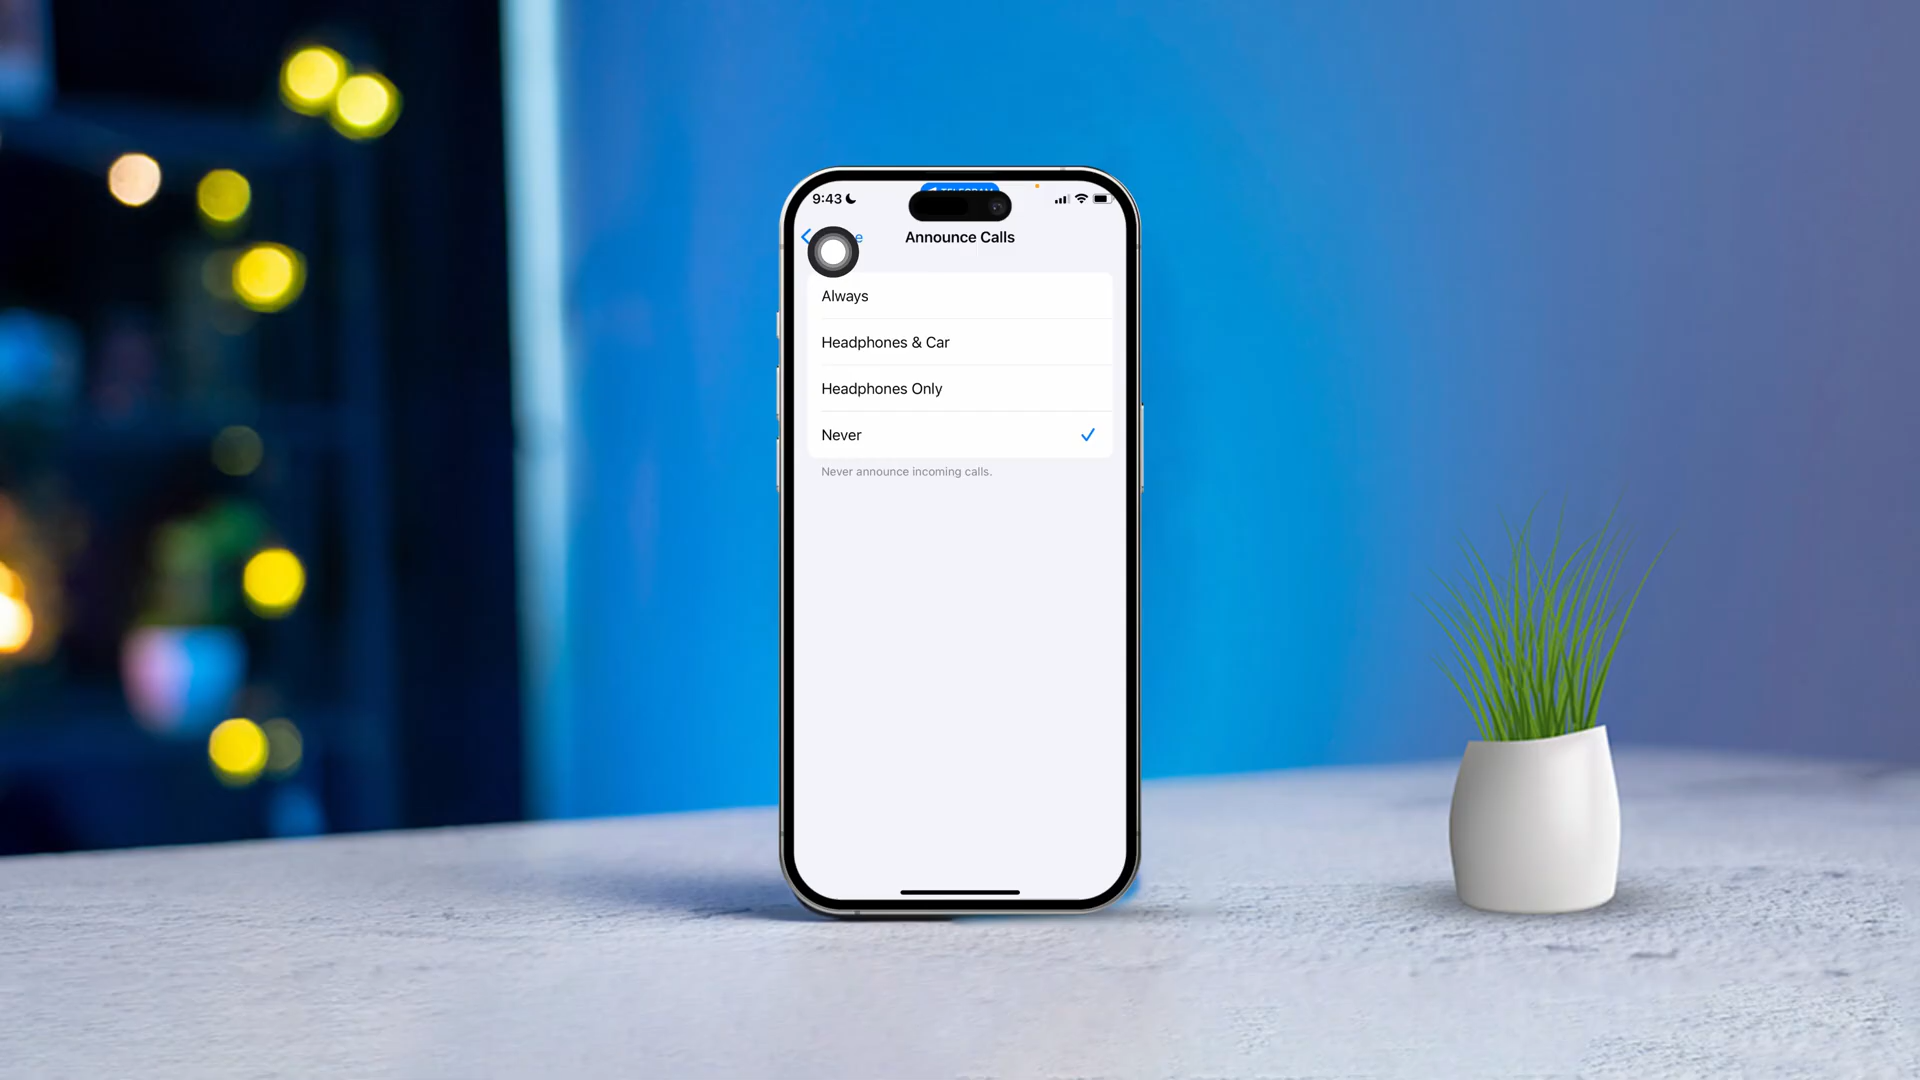 9:43
Announce Calls
Always
Headphones & Car
Headphones Only
Never
Never announce incoming calls.